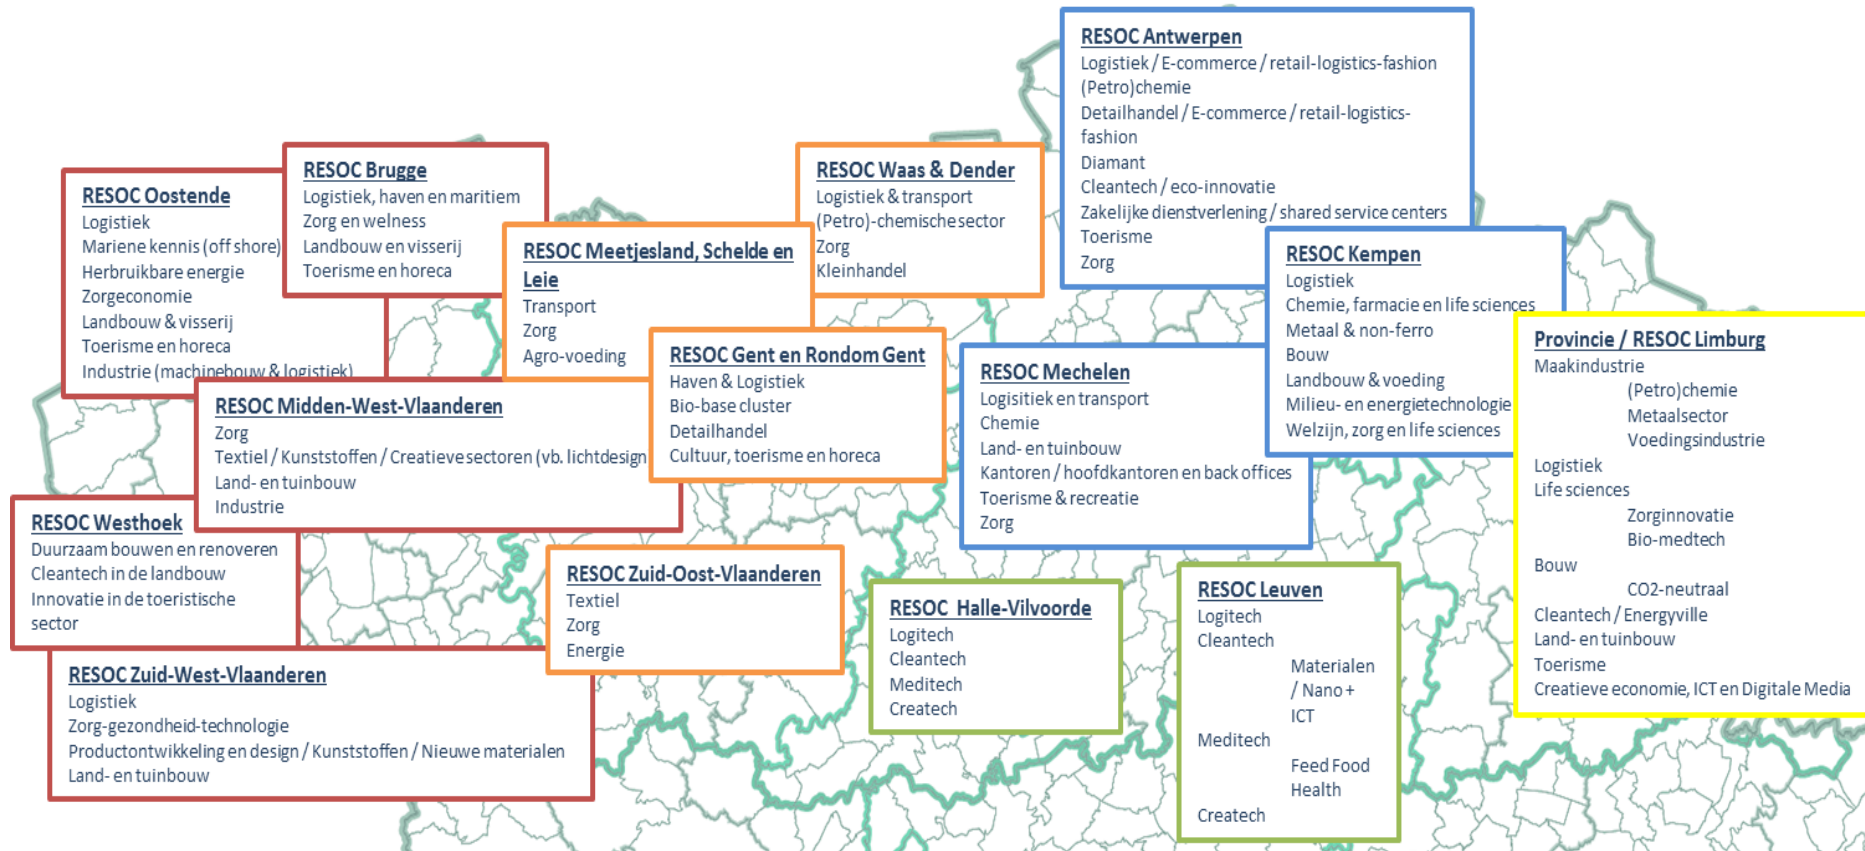 RESOC Oostende
Logistiek
Mariene kennis (off shore)
Herbruikbare energie
Zorgeconomie
Landbouw & visserij
Toerisme en horeca
Industrie (machinebouw & logistiek)
RESOC Brugge
Logistiek, haven en maritiem
Zorg en welness
Landbouw en visserij
Toerisme en horeca
RESOC Meetjesland, Schelde en
Leie
Transport
Zorg
Agro-voeding
RESOC Waas & Dender
Logistiek & transport
(Petro)-chemische sector
Zorg
Kleinhandel
RESOC Antwerpen
Logistiek / E-commerce / retail-logistics-fashion
(Petro)chemie
Detailhandel / E-commerce / retail-logistics-
fashion
Diamant
Cleantech / eco-innovatie
Zakelijke dienstverlening / shared service centers
Toerisme
Zorg
RESOC Kempen
Logistiek
Chemie, farmacie en life sciences
Metaal & non-ferro
Bouw
Landbouw & voeding
Milieu- en energietechnologie
Welzijn, zorg en life sciences
Provincie / RESOC Limburg
Maakindustrie
(Petro)chemie
Metaalsector
Voedingsindustrie
Logistiek
Life sciences
Zorginnovatie
Bio-medtech
Bouw
CO2-neutraal
Cleantech / Energyville
Land- en tuinbouw
Toerisme
Creatieve economie, ICT en Digitale Media
RESOC Midden-West-Vlaanderen
Zorg
Textiel / Kunststoffen / Creatieve sectoren (vb. lichtdesign
Land- en tuinbouw
Industrie
RESOC Gent en Rondom Gent
Haven & Logistiek
Bio-base cluster
Detailhandel
Cultuur, toerisme en horeca
RESOC Mechelen
Logisitiek en transport
Chemie
Land- en tuinbouw
Kantoren / hoofdkantoren en back offices
Toerisme & recreatie
Zorg
RESOC Westhoek
Duurzaam bouwen en renoveren
Cleantech in de landbouw
Innovatie in de toeristische
sector
RESOC Zuid-West-Vlaanderen
Logistiek
Zorg-gezondheid-technologie
Productontwikkeling en design / Kunststoffen / Nieuwe materialen
Land- en tuinbouw
RESOC Zuid-Oost-Vlaanderen
Textiel
Zorg
Energie
RESOC Halle-Vilvoorde
Logitech
Cleantech
Meditech
Createch
RESOC Leuven
Logitech
Cleantech
Materialen
/ Nano +
ICT
Meditech
Feed Food
Health
Createch